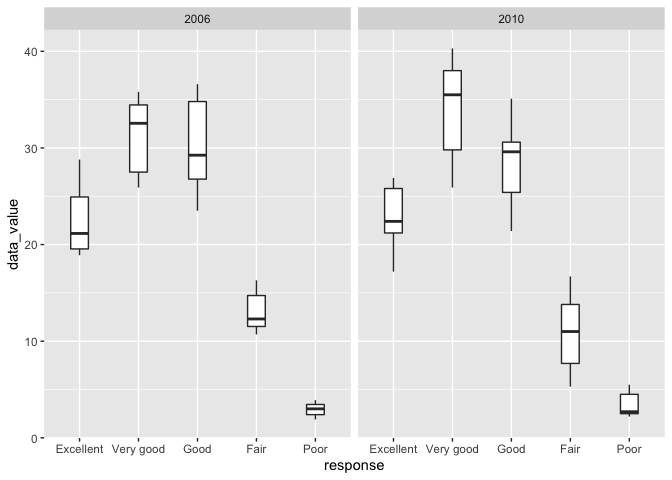 2006 2010
data_value
40
30
20
10
0
Excellent Very good Good Fair Poor Excellent Very good Good Fair Poor
response